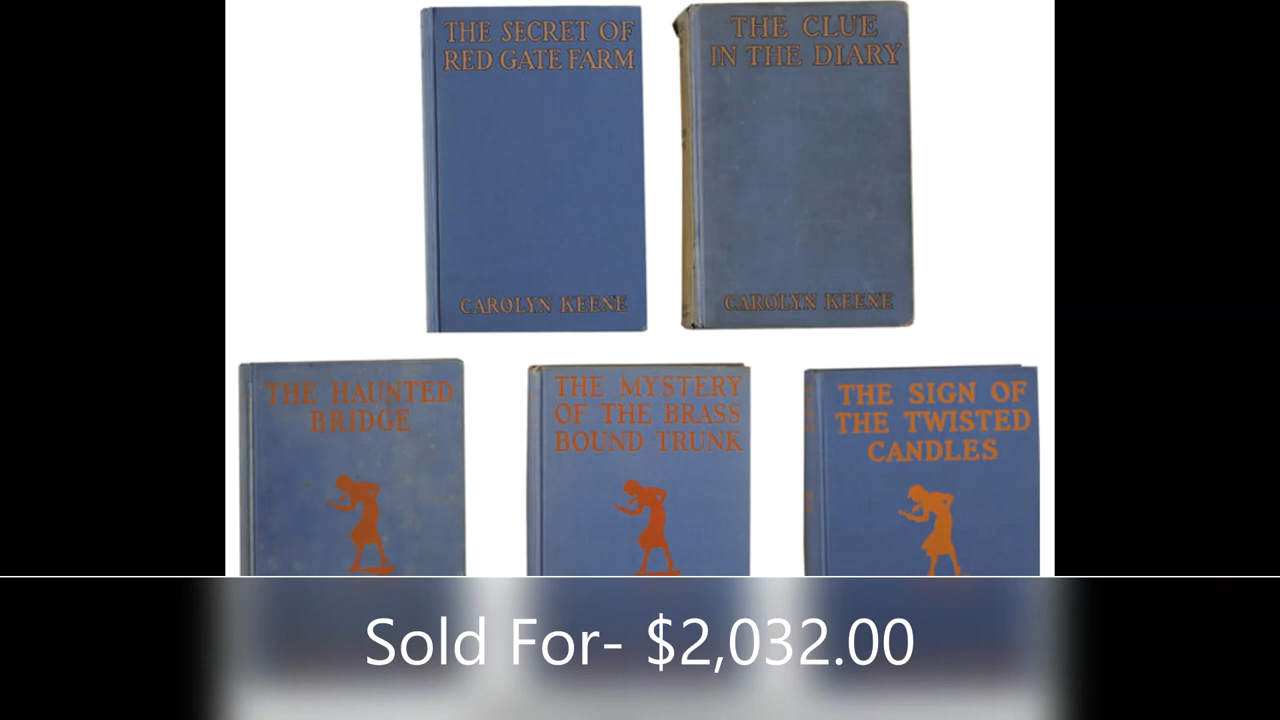 THE SECRET OF
RED GATE FARM
CAROLYN KEENE
THE CLUE
IN THE DIARY
CAROLYN KEENE
THE HAUNTED
BRIDGE
THE MYSTERY
OF THE BRASS
BOUND TRUNK
THE SIGN OF
THE TWISTED
CANDLES
Sold For- $2,032.00